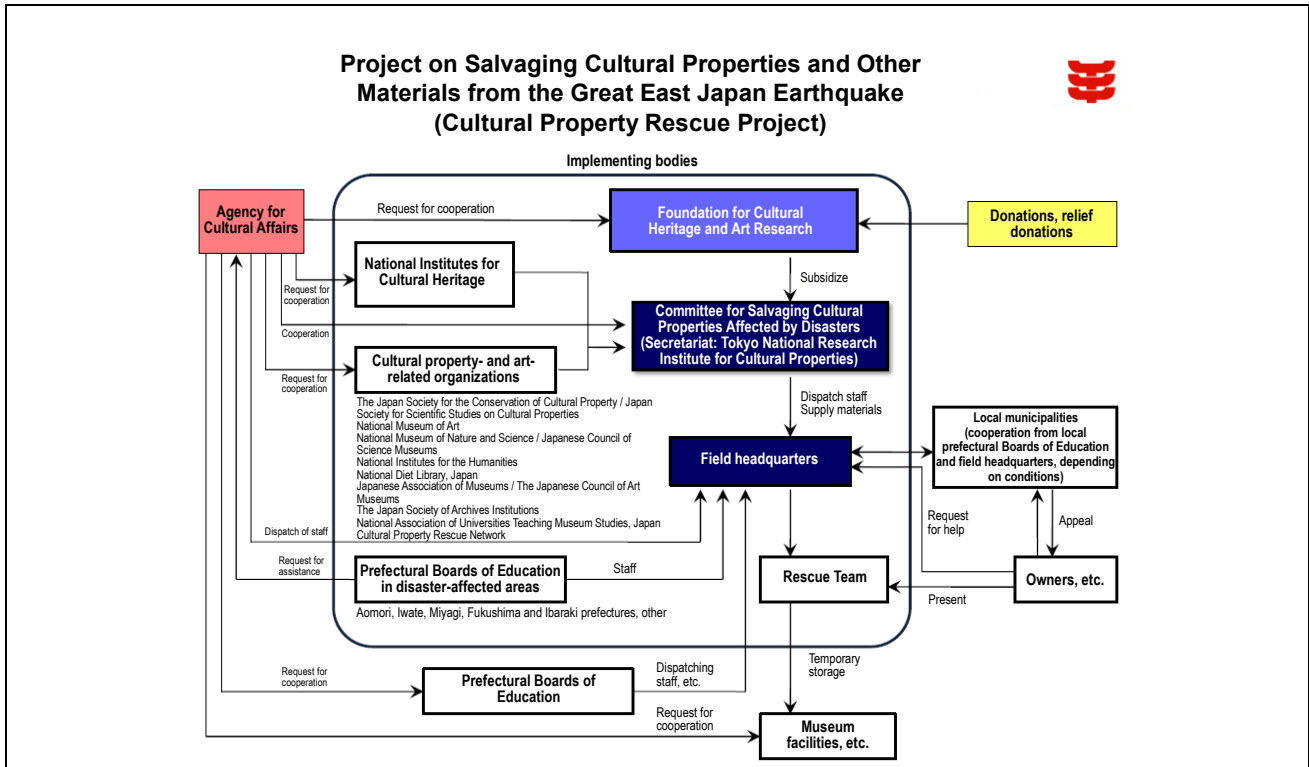 Project on Salvaging Cultural Properties and Other
Materials from the Great East Japan Earthquake
(Cultural Property Rescue Project)
Implementing bodies
Agency for
Cultural Affairs
Request for cooperation
Foundation for Cultural
Heritage and Art Research
Donations, relief
donations
National Institutes for
Cultural Heritage
Request for
cooperation
Subsidize
Committee for Salvaging Cultural
Properties Affected by Disasters
(Secretariat: Tokyo National Research
Institute for Cultural Properties)
Cooperation
Cultural property- and art-
related organizations
Request for
cooperation
The Japan Society for the Conservation of Cultural Property / Japan
Society for Scientific Studies on Cultural Properties
National Museum of Art
National Museum of Nature and Science / Japanese Council of
Science Museums
National Institutes for the Humanities
National Diet Library, Japan
Japanese Association of Museums / The Japanese Council of Art
Museums
The Japan Society of Archives Institutions
National Association of Universities Teaching Museum Studies, Japan
Cultural Property Rescue Network
Dispatch staff
Supply materials
Field headquarters
Local municipalities
(cooperation from local
prefectural Boards of Education
and field headquarters, depending
on conditions)
Request
for help
Appeal
Dispatch of staff
Request for
assistance
Prefectural Boards of Education
in disaster-affected areas
Staff
Rescue Team
Owners, etc.
Present
Aomori, Iwate, Miyagi, Fukushima and Ibaraki prefectures, other
Temporary
storage
Request for
cooperation
Prefectural Boards of
Education
Dispatching
staff, etc.
Request for
cooperation
Museum
facilities, etc.